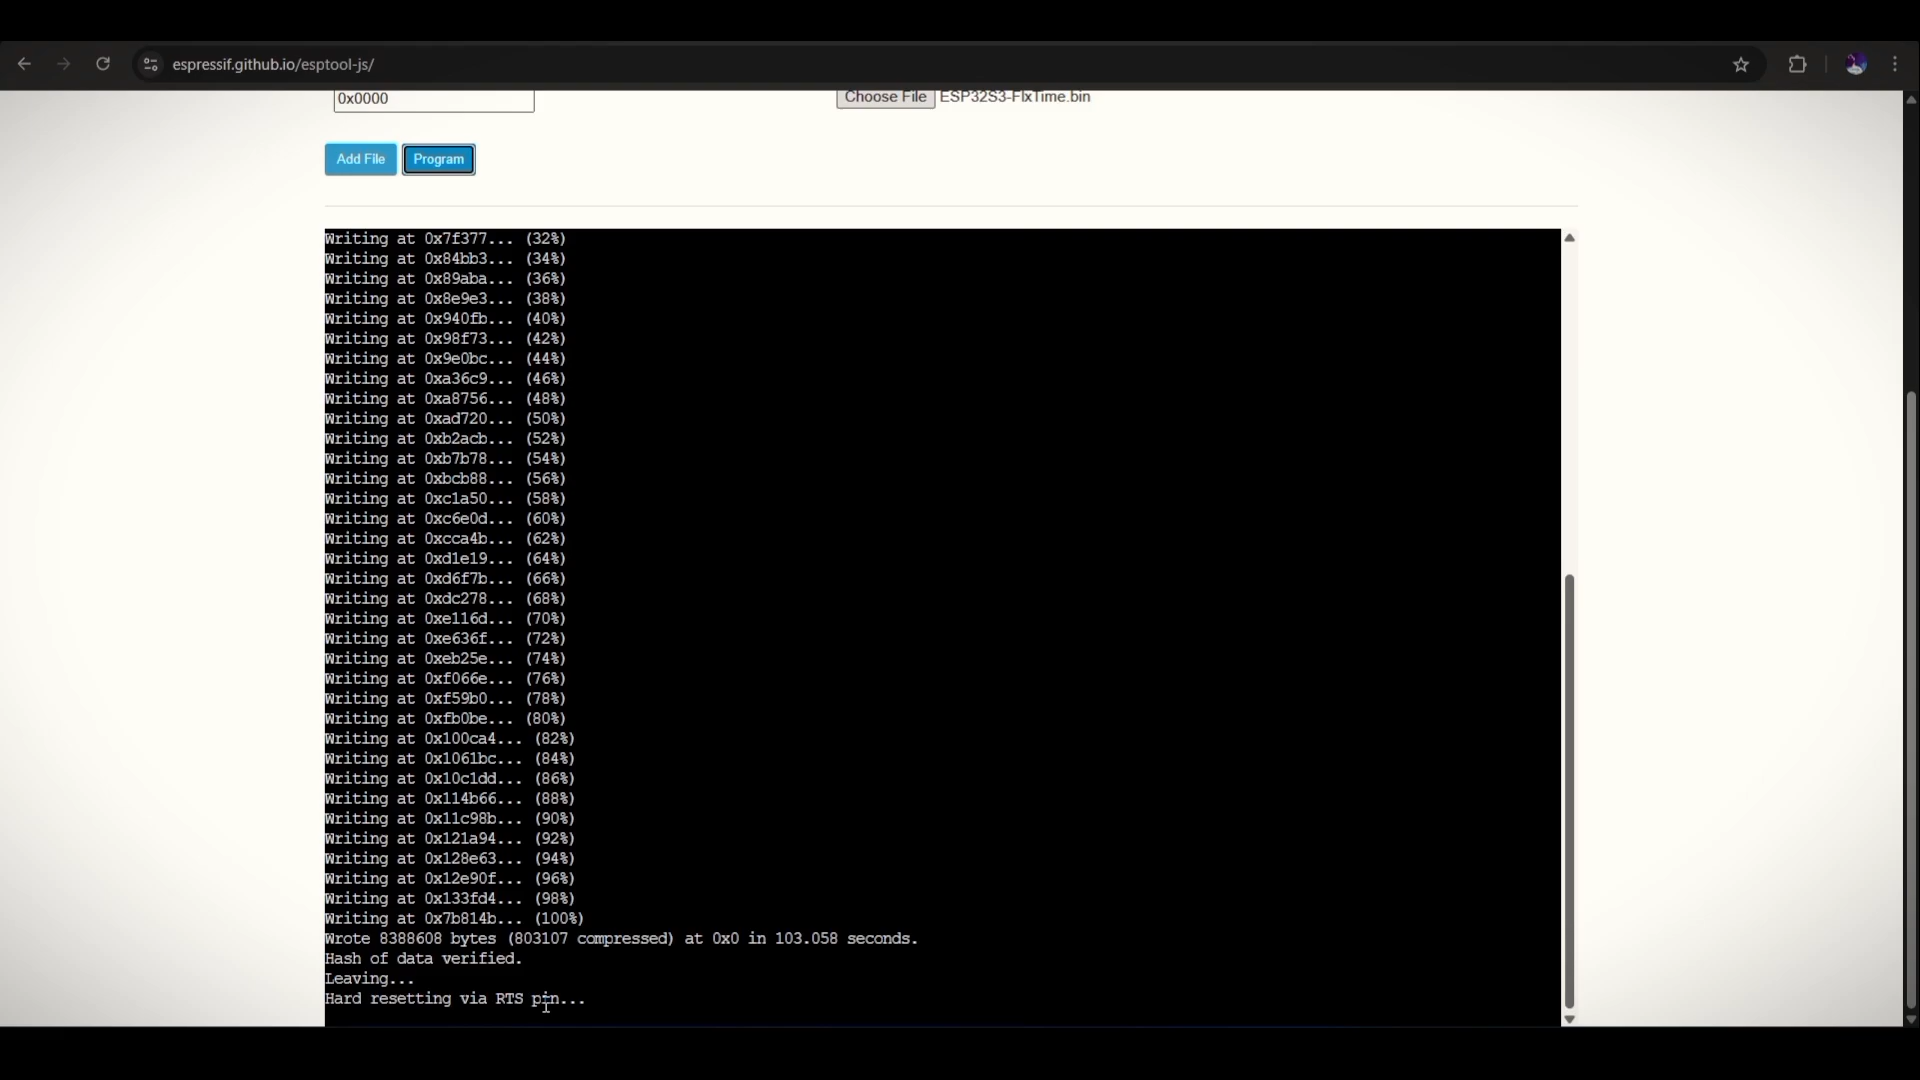 espressif.github.io/esptool-js/
0x0000
Choose File ESP32S3-FlxTime.bin
Add File Program
Writing at 0x7f377... (32%)
Writing at 0x84bb3... (34%)
Writing at 0x89aba... (36%)
Writing at 0x8e9e3... (38%)
Writing at 0x940fb... (40%)
Writing at 0x98f73... (42%)
Writing at 0x9e0bc... (44%)
Writing at 0xa36c9... (46%)
Writing at 0xa8756... (48%)
Writing at 0xad720... (50%)
Writing at 0xb2acb... (52%)
Writing at 0xb7b78... (54%)
Writing at 0xbcb88... (56%)
Writing at 0xc1a50... (58%)
Writing at 0xc6e0d... (60%)
Writing at 0xcca4b... (62%)
Writing at 0xd1e19... (64%)
Writing at 0xd6f7b... (66%)
Writing at 0xdc278... (68%)
Writing at 0xe116d... (70%)
Writing at 0xe636f... (72%)
Writing at 0xeb25e... (74%)
Writing at 0xf066e... (76%)
Writing at 0xf59b0... (78%)
Writing at 0xfb0be... (80%)
Writing at 0x100ca4... (82%)
Writing at 0x1061bc... (84%)
Writing at 0x10c1dd... (86%)
Writing at 0x114b66... (88%)
Writing at 0x11c98b... (90%)
Writing at 0x121a94... (92%)
Writing at 0x128e63... (94%)
Writing at 0x12e90f... (96%)
Writing at 0x133fd4... (98%)
Writing at 0x7b814b... (100%)
Wrote 8388608 bytes (803107 compressed) at 0x0 in 103.058 seconds.
Hash of data verified.
Leaving...
Hard resetting via RTS pin...